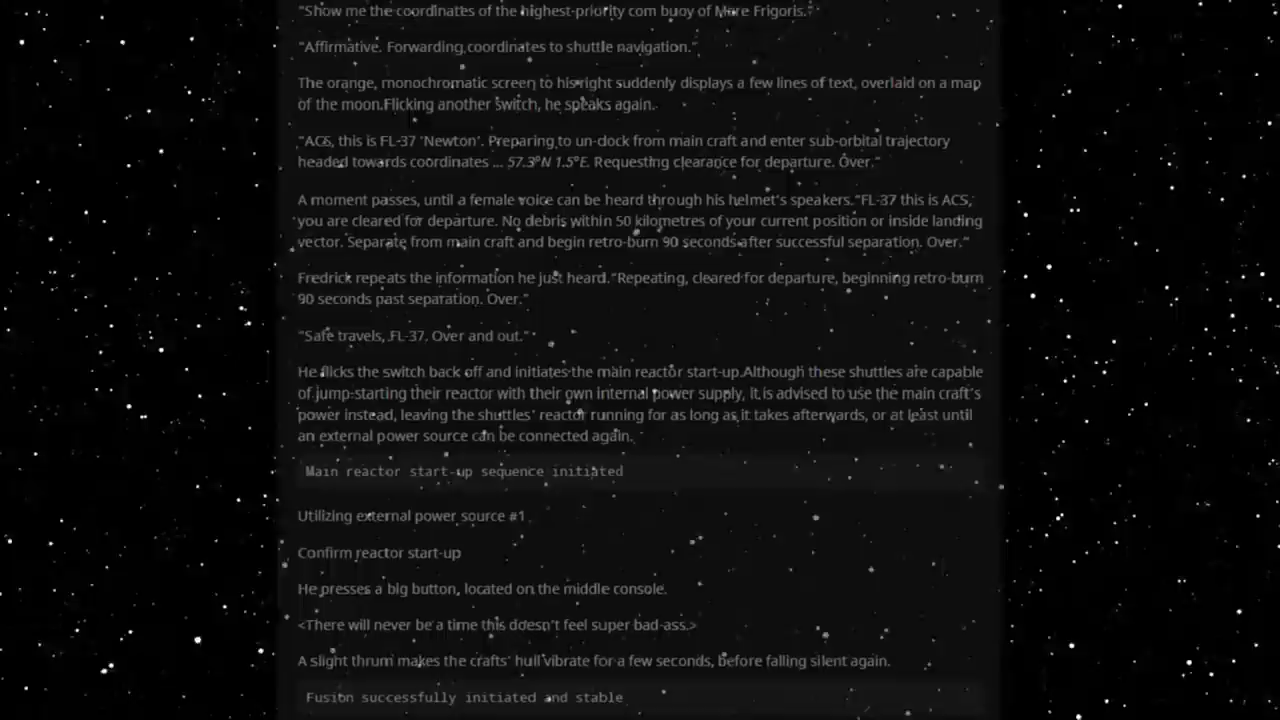 "Show me the coordinates of the highest-priority com buoy of Mare Frigoris."
"Affirmative. Forwarding coordinates to shuttle navigation."
The orange, monochromatic screen to his right suddenly displays a few lines of text, overlaid on a map
of the moon.Flicking another switch, he speaks again.
"ACS, this is FL-37 'Newton'. Preparing to un-dock from main craft and enter sub-orbital trajectory
headed towards coordinates ... 57.3°N 1.5°E. Requesting clearance for departure. Over."
A moment passes, until a female voice can be heard through his helmet's speakers."FL-37 this is ACS,
you are cleared for departure. No debris within 50 kilometres of your current position or inside landing
vector. Separate from main craft and begin retro-burn 90 seconds after successful separation. Over."
Fredrick repeats the information he just heard."Repeating, cleared for departure, beginning retro-burn
90 seconds past separation. Over."
"Safe travels, FL-37. Over and out."
He flicks the switch back off and initiates the main reactor start-up.Although these shuttles are capable
of jump-starting their reactor with their own internal power supply, it is advised to use the main craft's
power instead, leaving the shuttles' reactor running for as long as it takes afterwards, or at least until
an external power source can be connected again.
Main reactor start-up sequence initiated
Utilizing external power source #1
Confirm reactor start-up
He presses a big button, located on the middle console.
<There will never be a time this doesn't feel super bad-ass.>
A slight thrum makes the crafts' hull vibrate for a few seconds, before falling silent again.
Fusion successfully initiated and stable